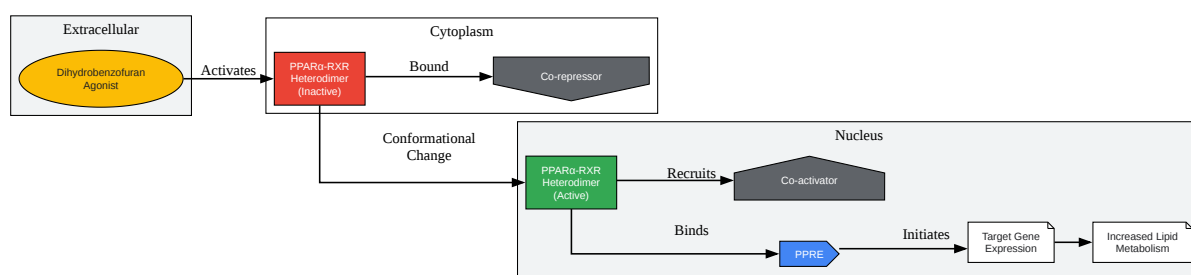 Extracellular
Dihydrobenzofuran
Agonist
Activates
Cytoplasm
PPARα-RXR
Heterodimer
(Inactive)
Bound
Co-repressor
Conformational
Change
Nucleus
PPARα-RXR
Heterodimer
(Active)
Recruits
Co-activator
Binds
PPRE
Initiates
Target Gene
Expression
Increased Lipid
Metabolism